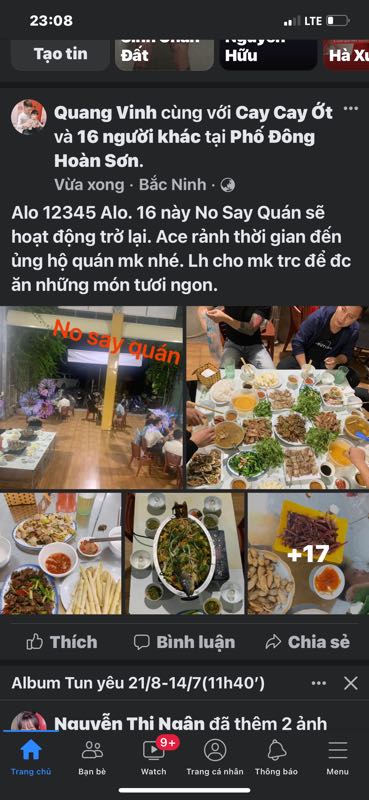 23:08
LTE
Tạo tin
Đất
Hữu
Hà Xu
Quang Vinh cùng với Cay Cay Ớt
và 16 người khác tại Phố Đông
Hoàn Sơn.
Vừa xong · Bắc Ninh ·
Alo 12345 Alo. 16 này No Say Quán sẽ
hoạt động trở lại. Ace rảnh thời gian đến
ủng hộ quán mk nhé. Lh cho mk trc để đc
ăn những món tươi ngon.
No say quán
+17
Thích
Bình luận
Chia sẻ
Album Tun yêu 21/8-14/7(11h40’)
Nguyễn Thị Ngân đã thêm 2 ảnh
9+
Trang chủ
Bạn bè
Watch
Trang cá nhân
Thông báo
Menu